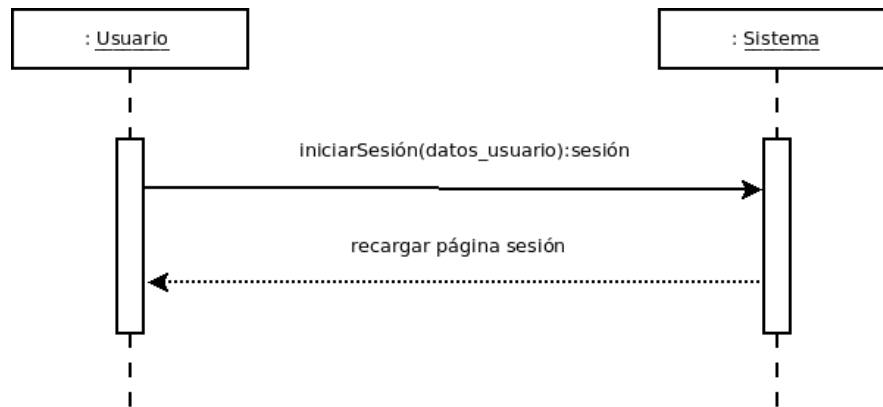 : Usuario
: Sistema
iniciarSesión(datos_usuario):sesión
recargar página sesión